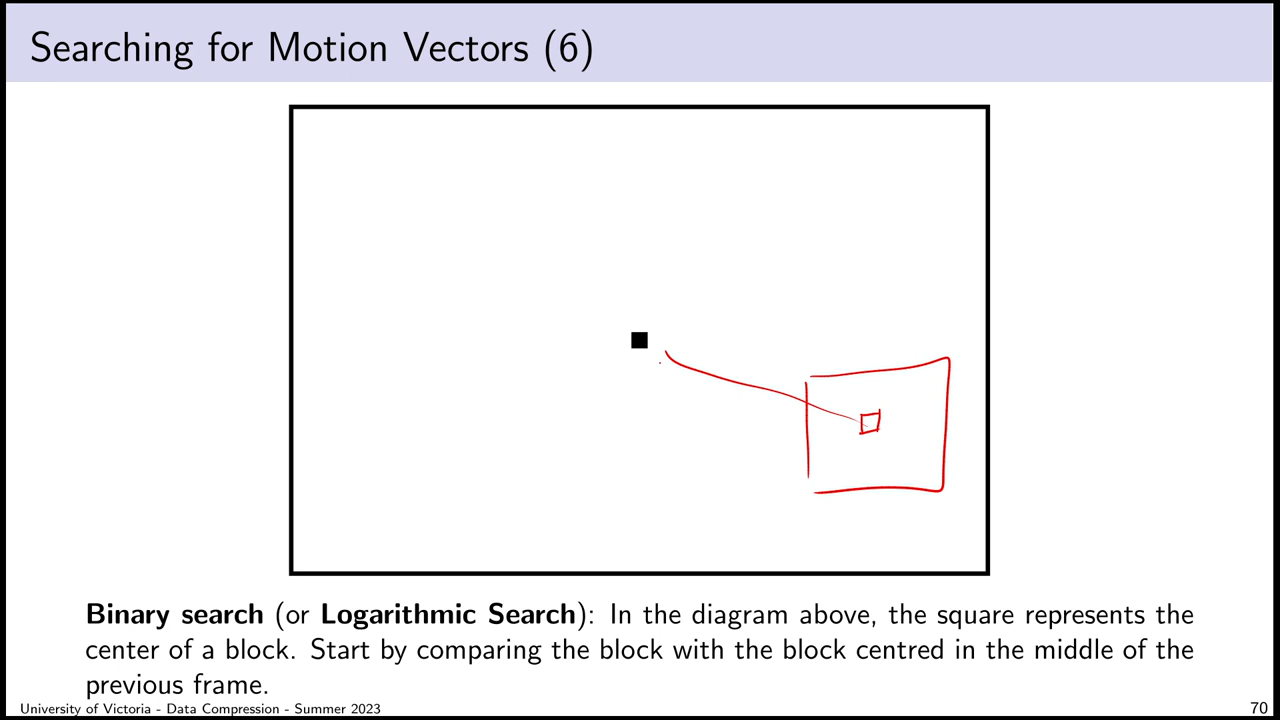 Searching for Motion Vectors (6)
Binary search (or Logarithmic Search): In the diagram above, the square represents the
center of a block. Start by comparing the block with the block centred in the middle of the
previous frame.
University of Victoria - Data Compression - Summer 2023
70